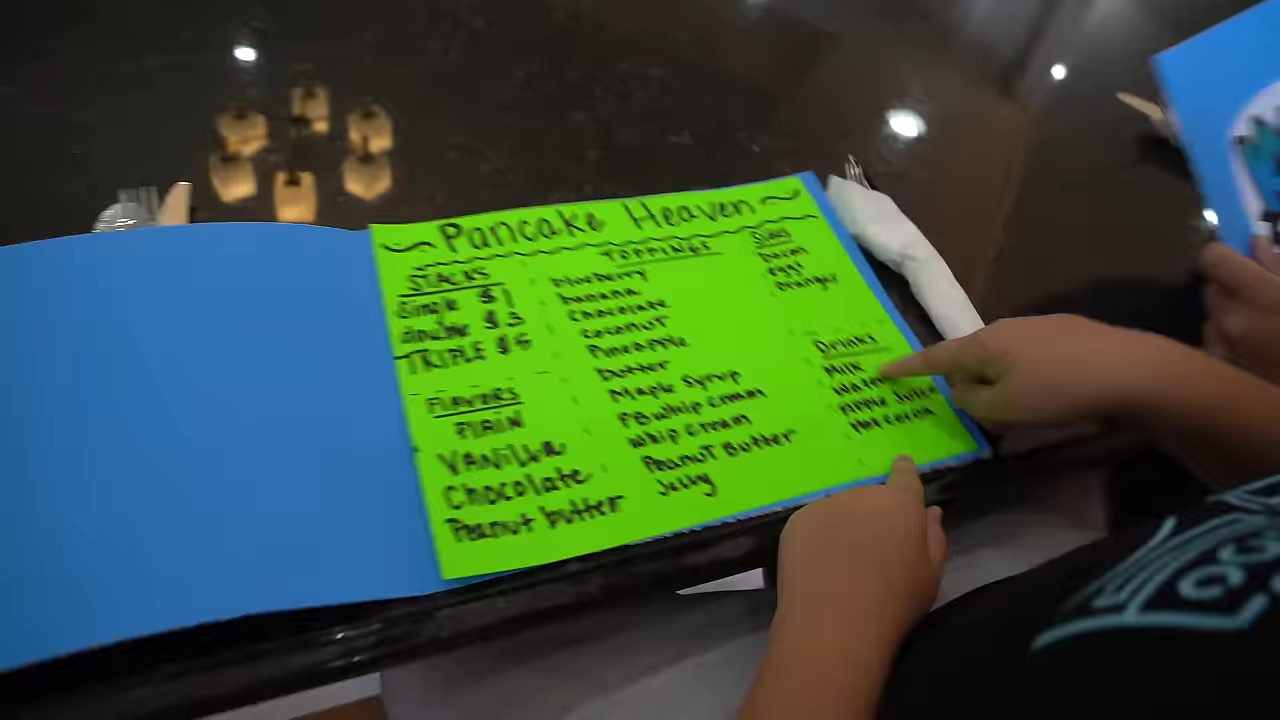 ~ Pancake Heaven ~
STACKS
Single $1
double $3
TRIPLE $5
FLAVORS
PLAIN
VANiLLa
Chocolate
Peanut butter
TOPPINGS
blueberry
banana
Chocolate
Coconut
Pineapple
butter
Maple Syrup
PB whip cream
whip cream
Peanut Butter
Jelly
Sides
Bacon
eggs
oranges
Drinks
Milk
Water
Apple Juice